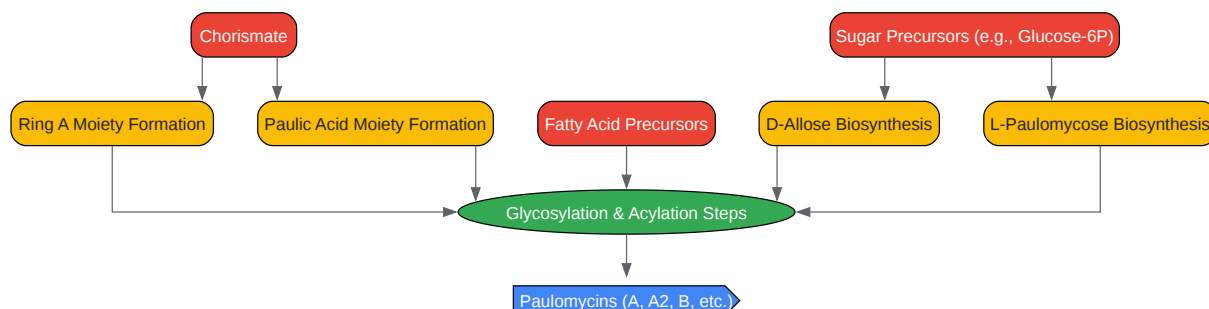 Chorismate
Sugar Precursors (e.g., Glucose-6P)
Ring A Moiety Formation
Paulic Acid Moiety Formation
Fatty Acid Precursors
D-Allose Biosynthesis
L-Paulomycose Biosynthesis
Glycosylation & Acylation Steps
Paulomycins (A, A2, B, etc.)